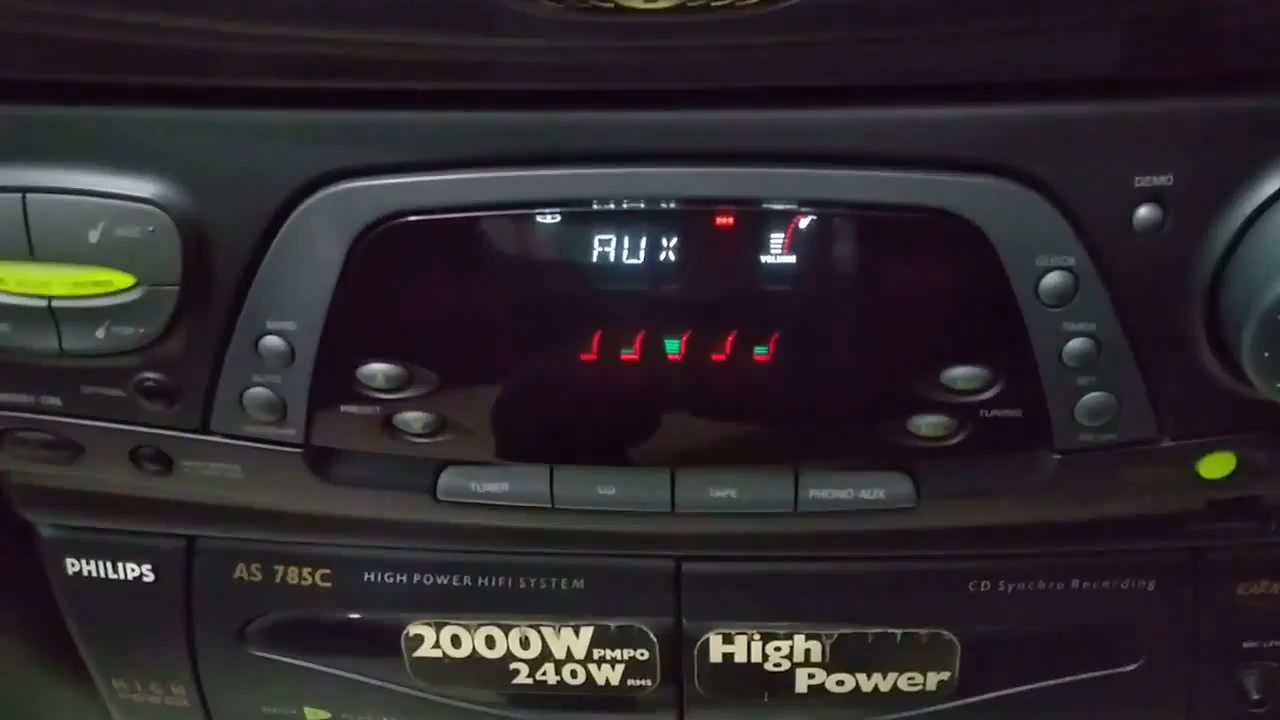 DEMO
AUX
VOLUME
CLOCK
TIMER
PRESET
TUNING
TUNER
CD
TAPE
PHONO·AUX
PHILIPS
AS 785C
HIGH POWER HIFI SYSTEM
CD Synchro Recording
2000W PMPO
240W RMS
High
Power